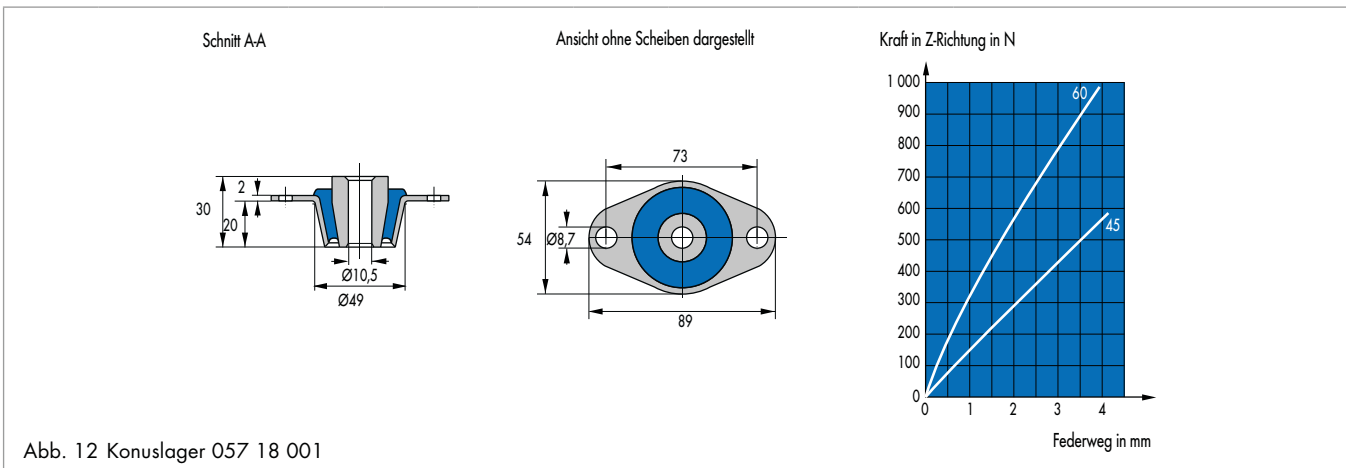 Schnitt A-A
2
30
20
Ø10,5
Ø49
Ansicht ohne Scheiben dargestellt
73
54
Ø8,7
89
Kraft in Z-Richtung in N
1 000
900
800
700
600
500
400
300
200
100
0
60
45
0 1 2 3 4
Federweg in mm
Abb. 12 Konuslager 057 18 001